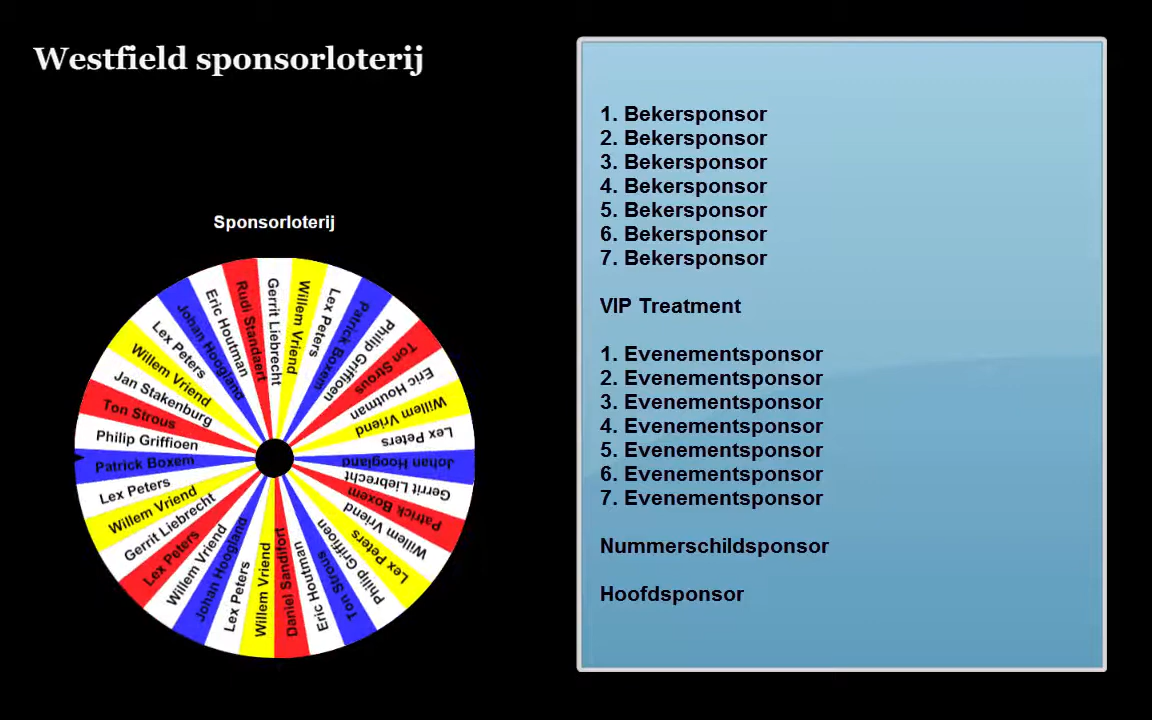 Westfield sponsorloterij
Sponsorloterij
Gerrit Liebrecht
Willem Vriend
Lex Peters
Patrick Boxem
Philip Griffioen
Ton Strous
Eric Houtman
Willem Vriend
Lex Peters
Johan Hoogland
Gerrit Liebrecht
Patrick Boxem
Willem Vriend
Lex Peters
Philip Griffioen
Ton Strous
Eric Houtman
Daniel Sanditort
Willem Vriend
Lex Peters
Johan Hoogland
Willem Vriend
Lex Peters
Gerrit Liebrecht
Willem Vriend
Lex Peters
Patrick Boxem
Philip Griffioen
Ton Strous
Jan Stakenburg
Willem Vriend
Lex Peters
Johan Hoogland
Eric Houtman
Rudi Standaert
1. Bekersponsor
2. Bekersponsor
3. Bekersponsor
4. Bekersponsor
5. Bekersponsor
6. Bekersponsor
7. Bekersponsor
VIP Treatment
1. Evenementsponsor
2. Evenementsponsor
3. Evenementsponsor
4. Evenementsponsor
5. Evenementsponsor
6. Evenementsponsor
7. Evenementsponsor
Nummerschildsponsor
Hoofdsponsor